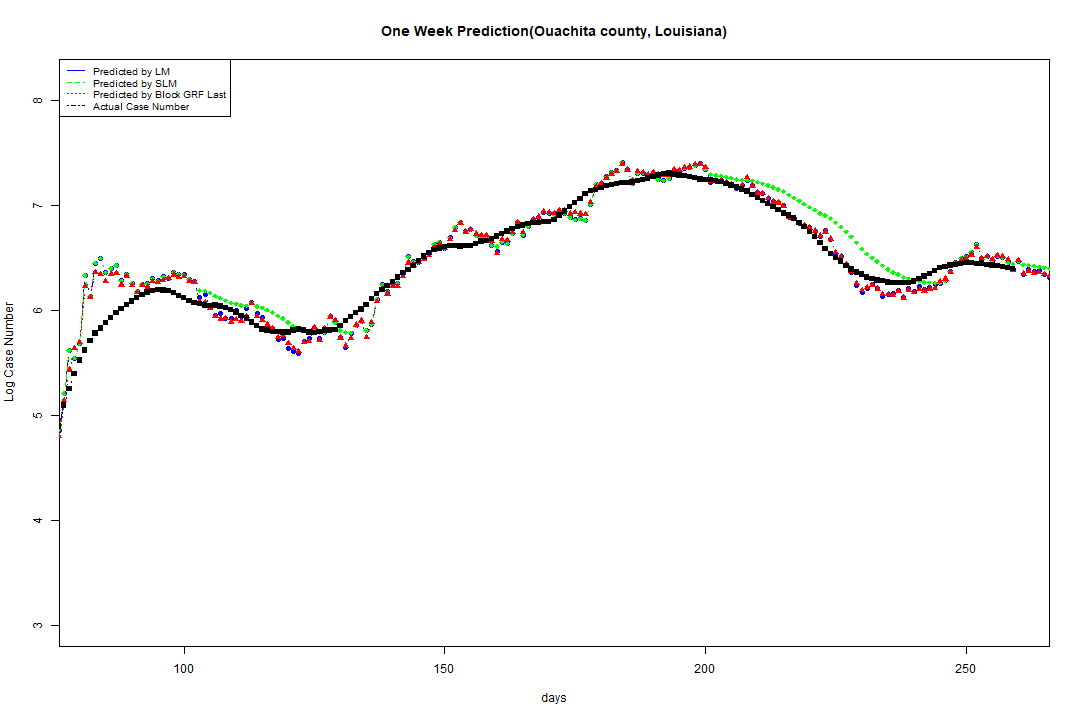 One Week Prediction(Ouachita county, Louisiana)
Predicted by LM
Predicted by SLM
Predicted by Block GRF Last
Actual Case Number
8
7
6
5
4
3
Log Case Number
100
150
200
250
days